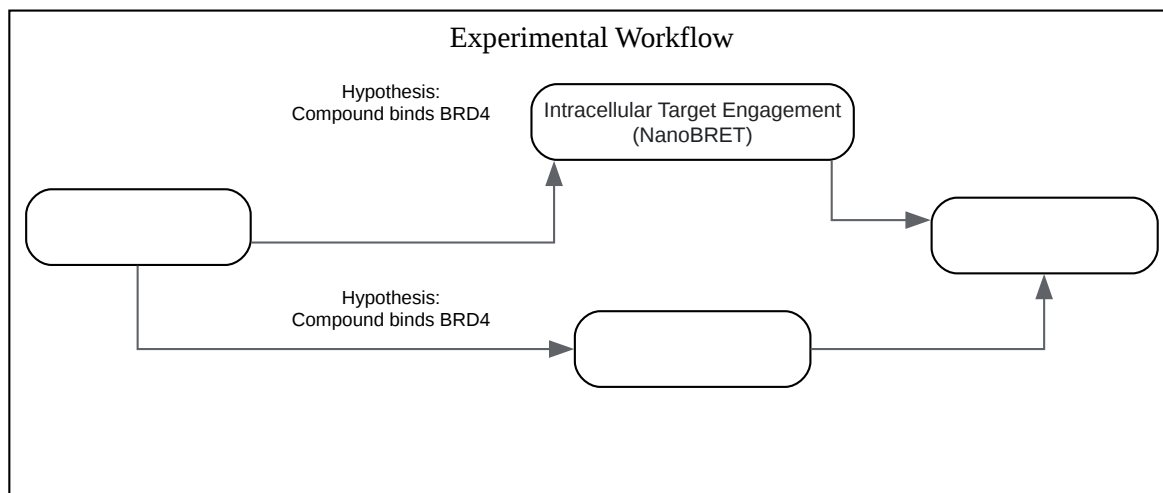 Experimental Workflow
Hypothesis:
Compound binds BRD4
Intracellular Target Engagement
(NanoBRET)
Hypothesis:
Compound binds BRD4